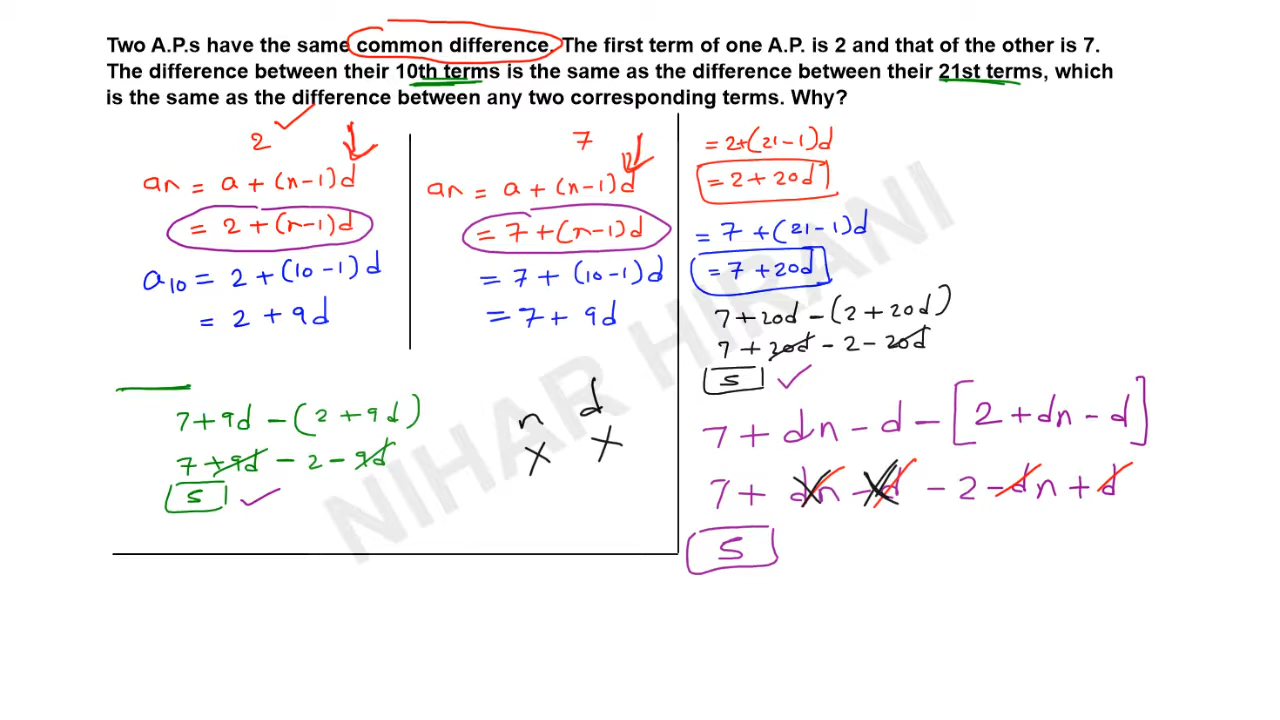 Two A.P.s have the same common difference. The first term of one A.P. is 2 and that of the other is 7.
The difference between their 10th terms is the same as the difference between their 21st terms, which
is the same as the difference between any two corresponding terms. Why?
2
an = a + (n-1)d
= 2 + (n-1)d
a10 = 2 + (10-1)d
= 2 + 9d
7
an = a + (n-1)d
= 7 + (n-1)d
= 7 + (10-1)d
= 7 + 9d
= 2+(21-1)d
= 2 + 20d
= 7 + (21-1)d
= 7 + 20d
7 + 20d - (2 + 20d)
7 + 20d - 2 - 20d
5
7 + 9d - (2 + 9d)
7 + 9d - 2 - 9d
5
n d
× ×
7 + dn - d - [2 + dn - d]
7 + dn - d - 2 - dn + d
5
NIHAR HIRANI